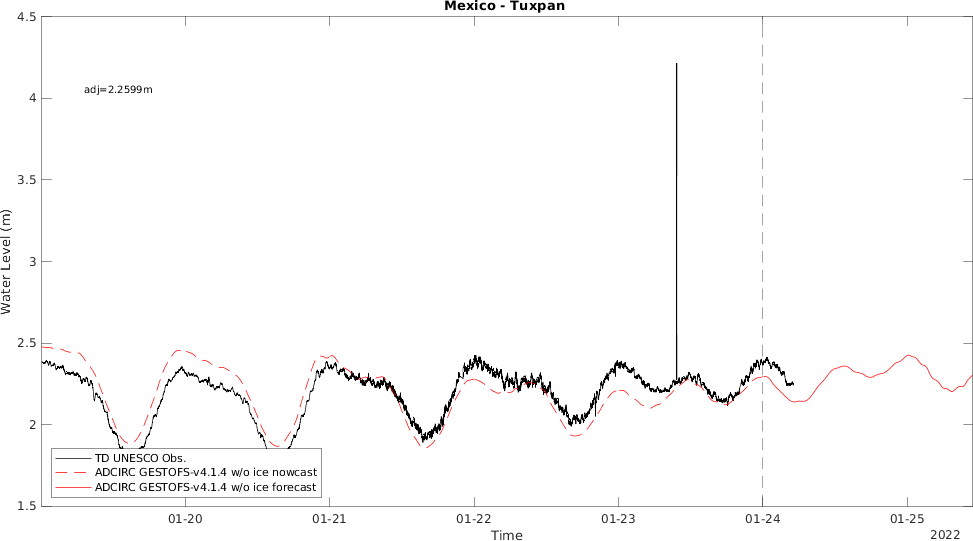 Mexico - Tuxpan
4.5
4
3.5
3
2.5
2
1.5
Water Level (m)
adj=2.2599m
TD UNESCO Obs.
ADCIRC GESTOFS-v4.1.4 w/o ice nowcast
ADCIRC GESTOFS-v4.1.4 w/o ice forecast
01-20 01-21 01-22 01-23 01-24 01-25
Time
2022